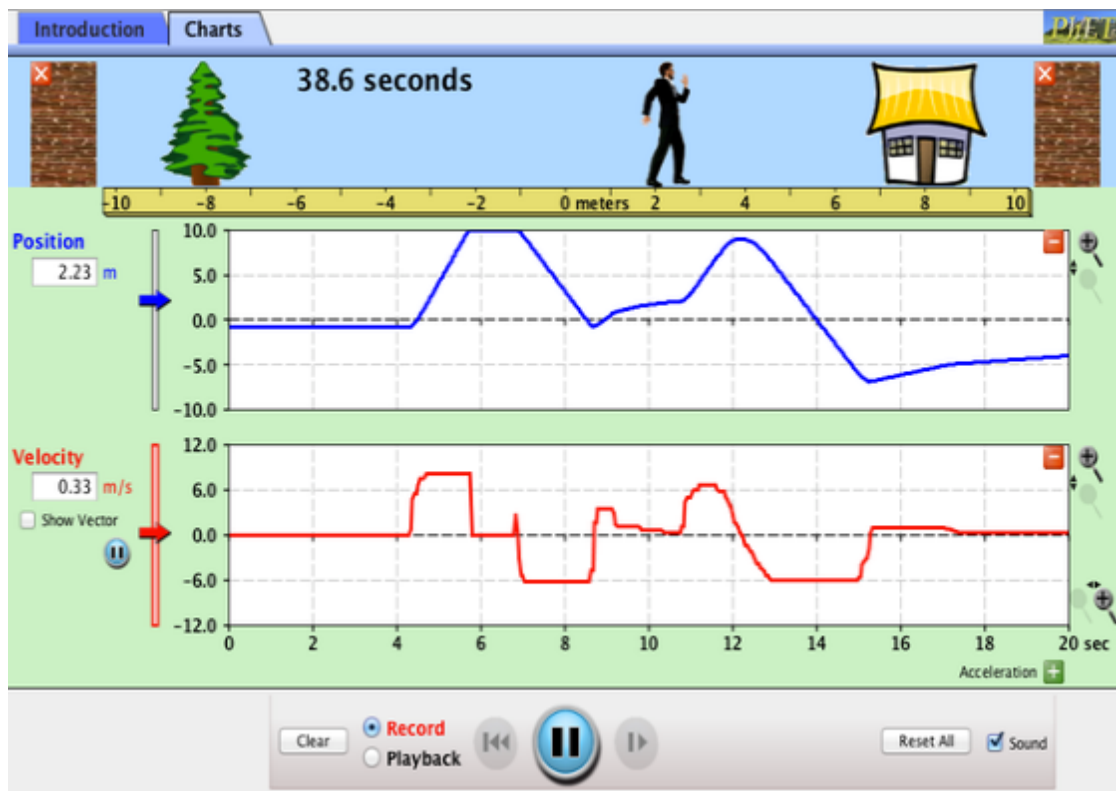 Introduction Charts PhET
38.6 seconds
-10 -8 -6 -4 -2 0 meters 2 4 6 8 10
Position
2.23 m
10.0
5.0
0.0
-5.0
-10.0
Velocity
0.33 m/s
Show Vector
12.0
6.0
0.0
-6.0
-12.0
0 2 4 6 8 10 12 14 16 18 20 sec
Acceleration
Clear
Record
Playback
Reset All
Sound